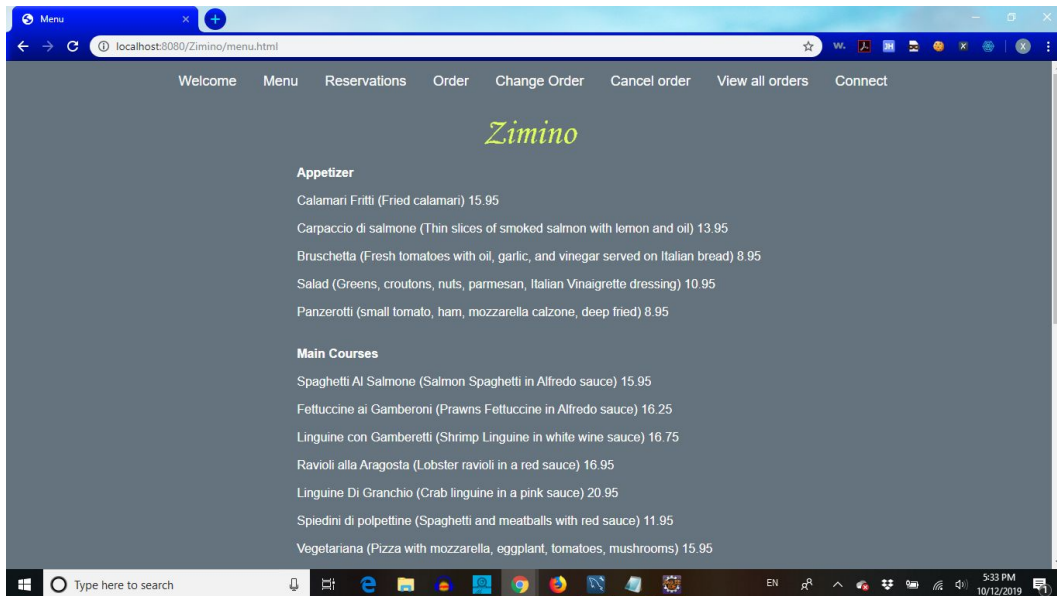 Menu
localhost:8080/Zimino/menu.html
Welcome Menu Reservations Order Change Order Cancel order View all orders Connect
Zimino
Appetizer
Calamari Fritti (Fried calamari) 15.95
Carpaccio di salmone (Thin slices of smoked salmon with lemon and oil) 13.95
Bruschetta (Fresh tomatoes with oil, garlic, and vinegar served on Italian bread) 8.95
Salad (Greens, croutons, nuts, parmesan, Italian Vinaigrette dressing) 10.95
Panzerotti (small tomato, ham, mozzarella calzone, deep fried) 8.95
Main Courses
Spaghetti Al Salmone (Salmon Spaghetti in Alfredo sauce) 15.95
Fettuccine ai Gamberoni (Prawns Fettuccine in Alfredo sauce) 16.25
Linguine con Gamberetti (Shrimp Linguine in white wine sauce) 16.75
Ravioli alla Aragosta (Lobster ravioli in a red sauce) 16.95
Linguine Di Granchio (Crab linguine in a pink sauce) 20.95
Spiedini di polpettine (Spaghetti and meatballs with red sauce) 11.95
Vegetariana (Pizza with mozzarella, eggplant, tomatoes, mushrooms) 15.95
Type here to search
EN
5:33 PM
10/12/2019